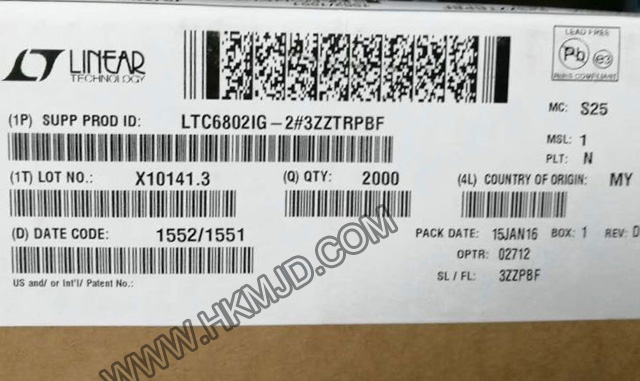 LINEAR
TECHNOLOGY
LEAD FREE
Pb e3
RoHS COMPLIANT
(1P) SUPP PROD ID: LTC6802IG-2#3ZZTRPBF
MC: S25
MSL: 1
PLT: N
(1T) LOT NO.: X10141.3 (Q) QTY: 2000 (4L) COUNTRY OF ORIGIN: MY
(D) DATE CODE: 1552/1551
PACK DATE: 15JAN16 BOX: 1 REV: D
OPTR: 02712
SL / FL: 3ZZPBF
US and/ or Int'l/ Patent No.:
WWW.HKMJD.COM